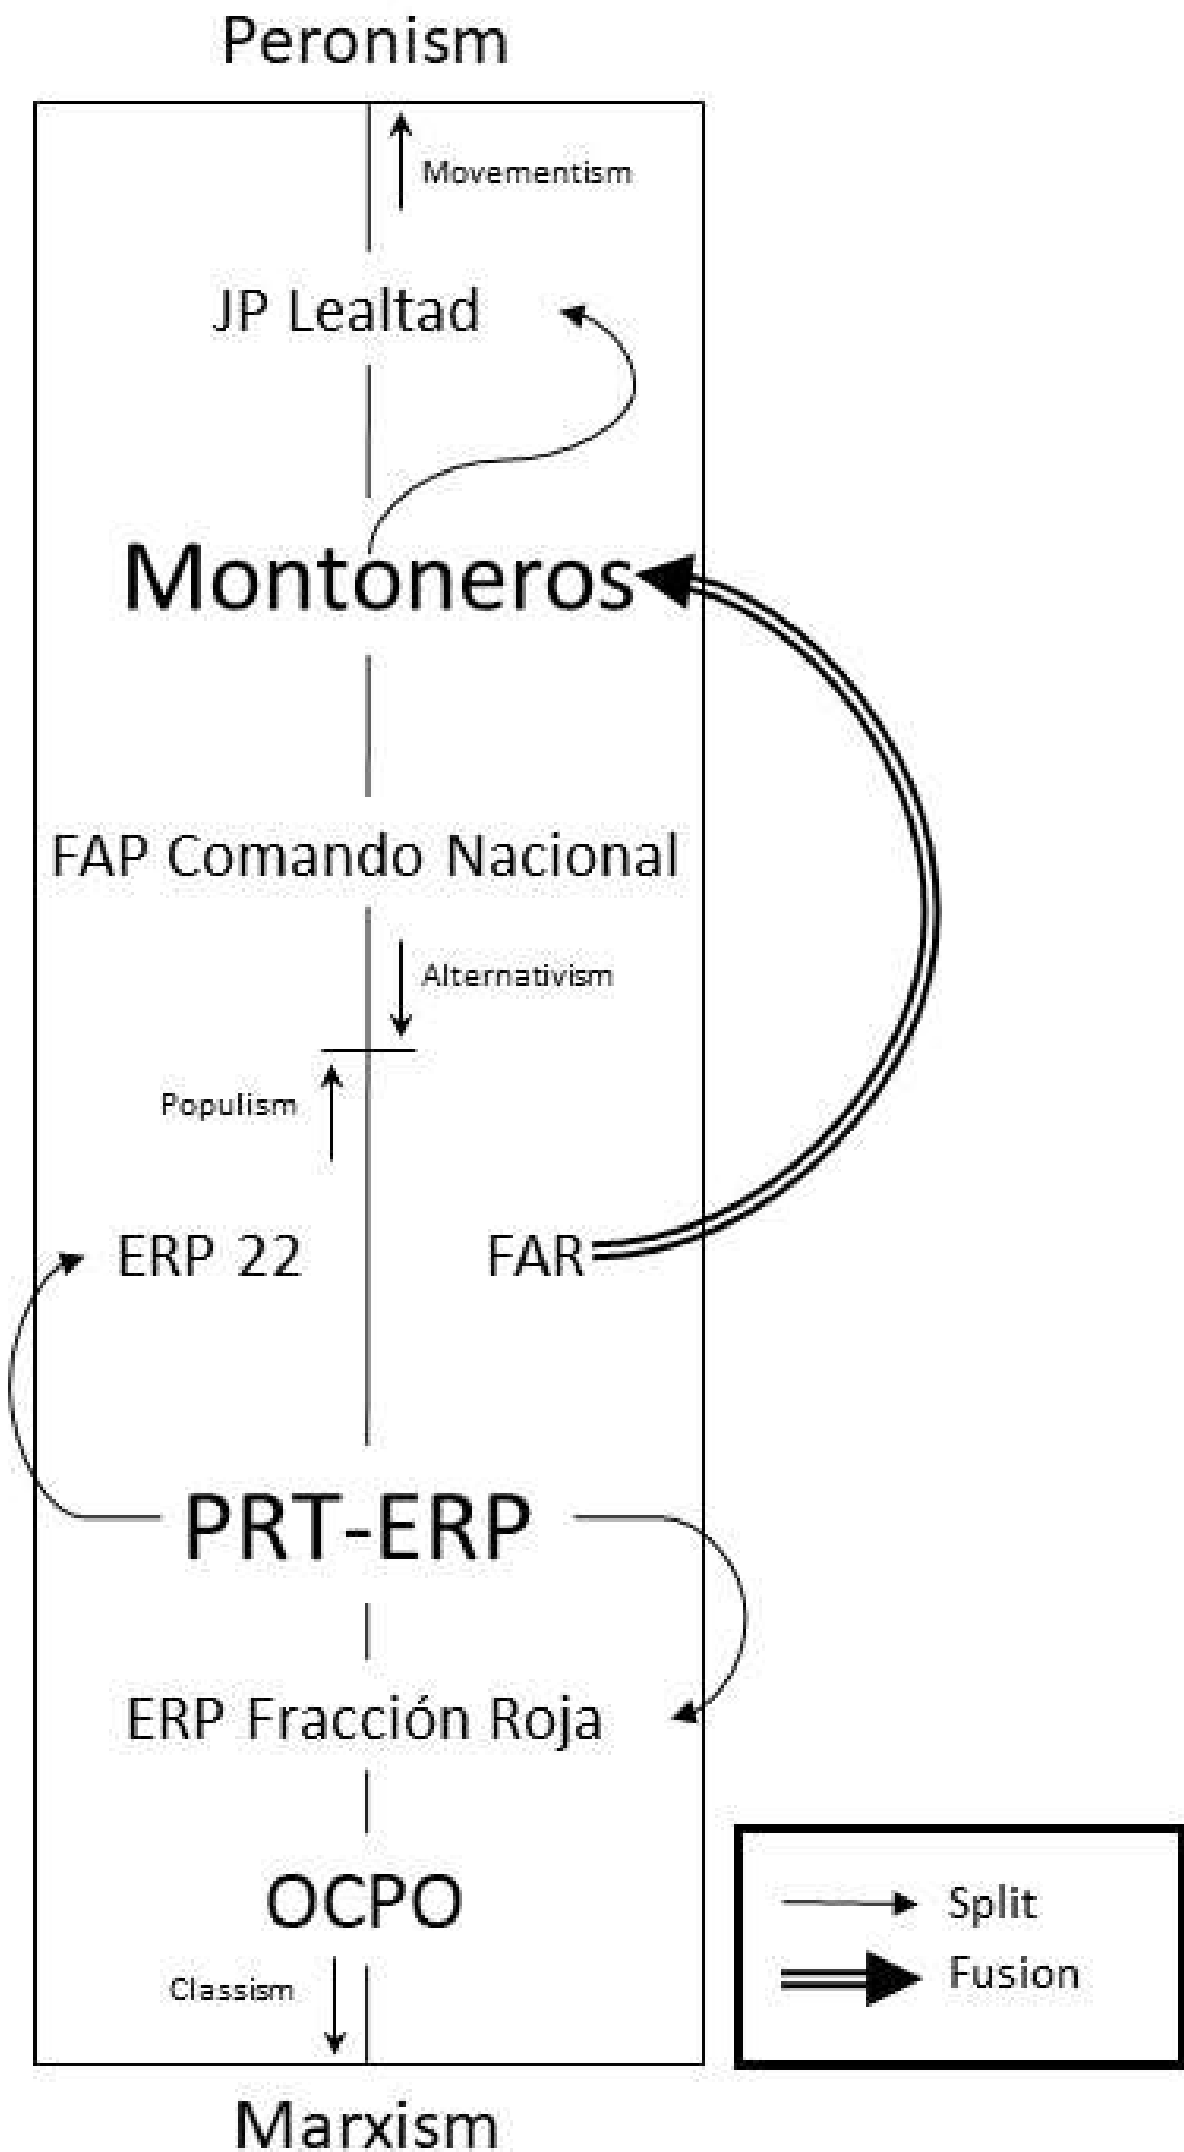 Peronism
Movementism
JP Lealtad
Montoneros
FAP Comando Nacional
Alternativism
Populism
ERP 22
FAR
PRT-ERP
ERP Fracción Roja
OCPO
Classism
Split
Fusion
Marxism